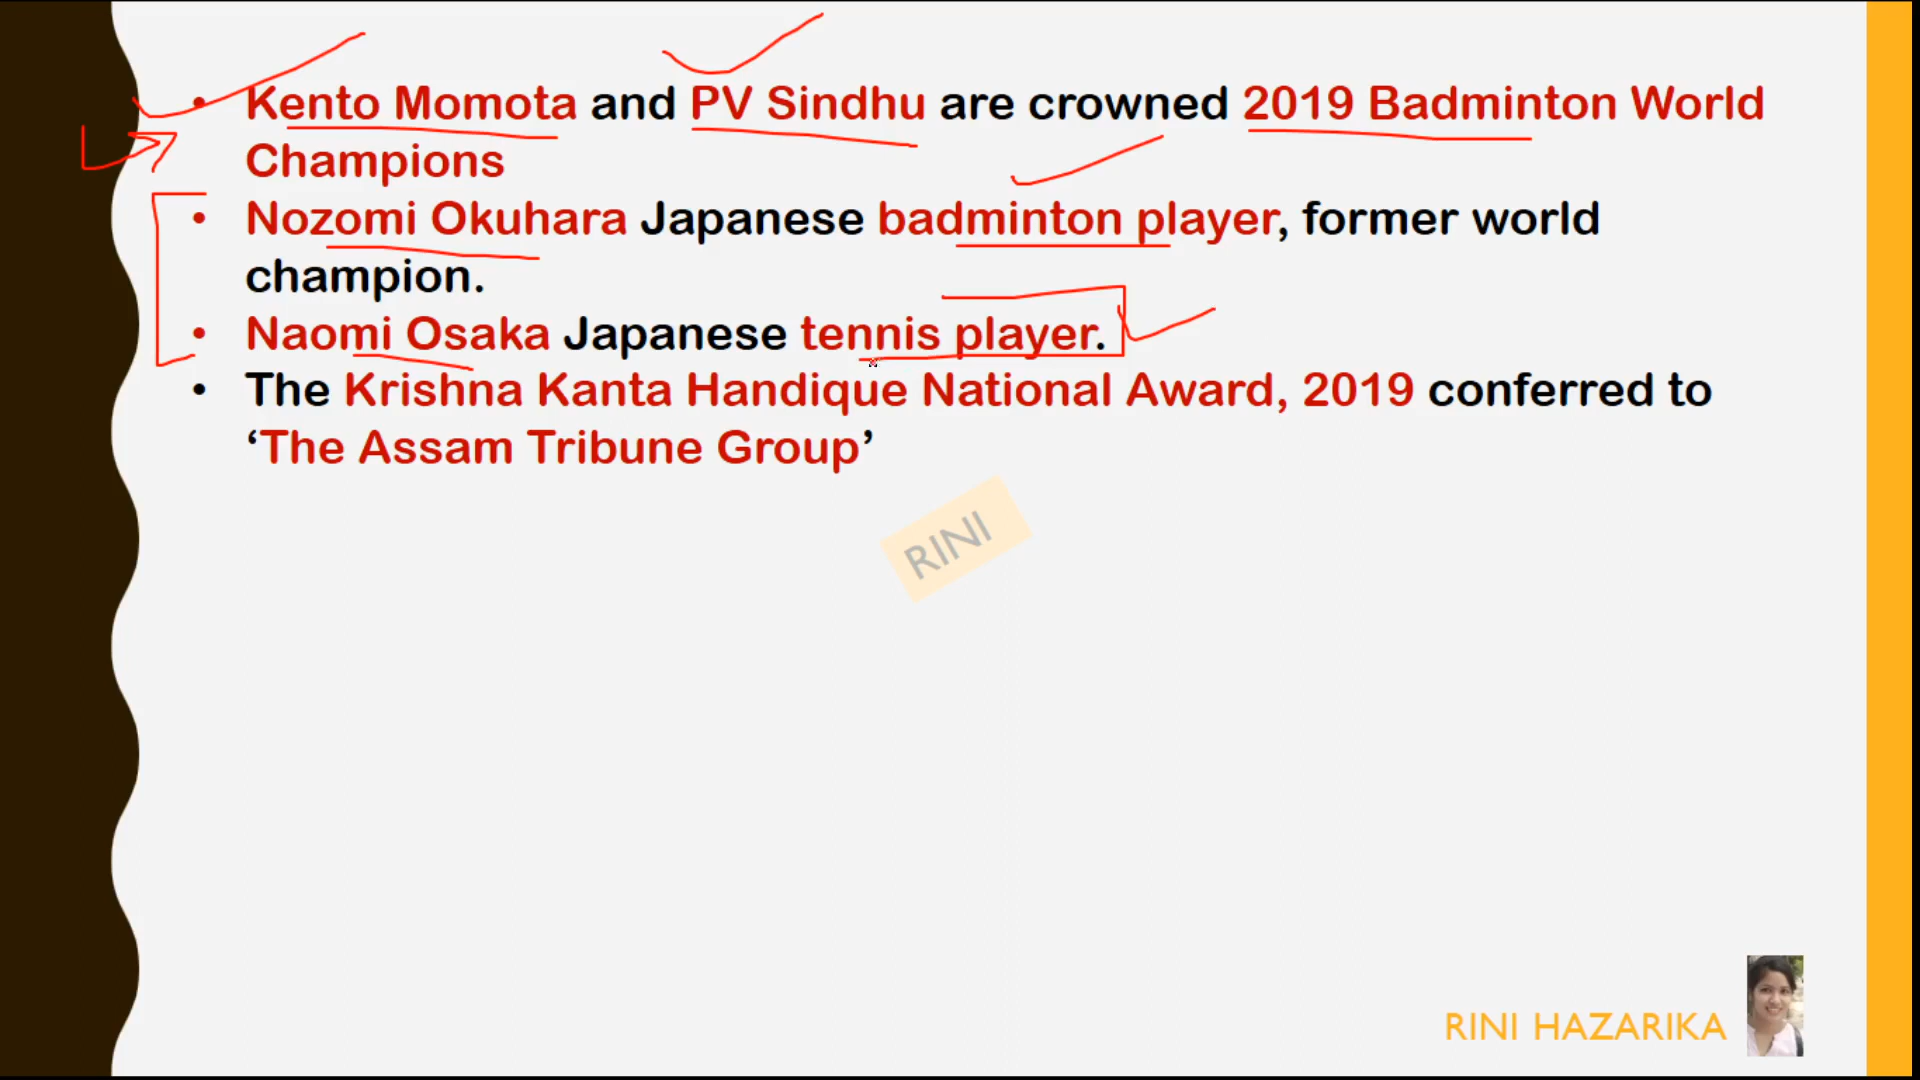 • Kento Momota and PV Sindhu are crowned 2019 Badminton World
Champions
• Nozomi Okuhara Japanese badminton player, former world
champion.
• Naomi Osaka Japanese tennis player.
• The Krishna Kanta Handique National Award, 2019 conferred to
‘The Assam Tribune Group’
RINI
RINI HAZARIKA